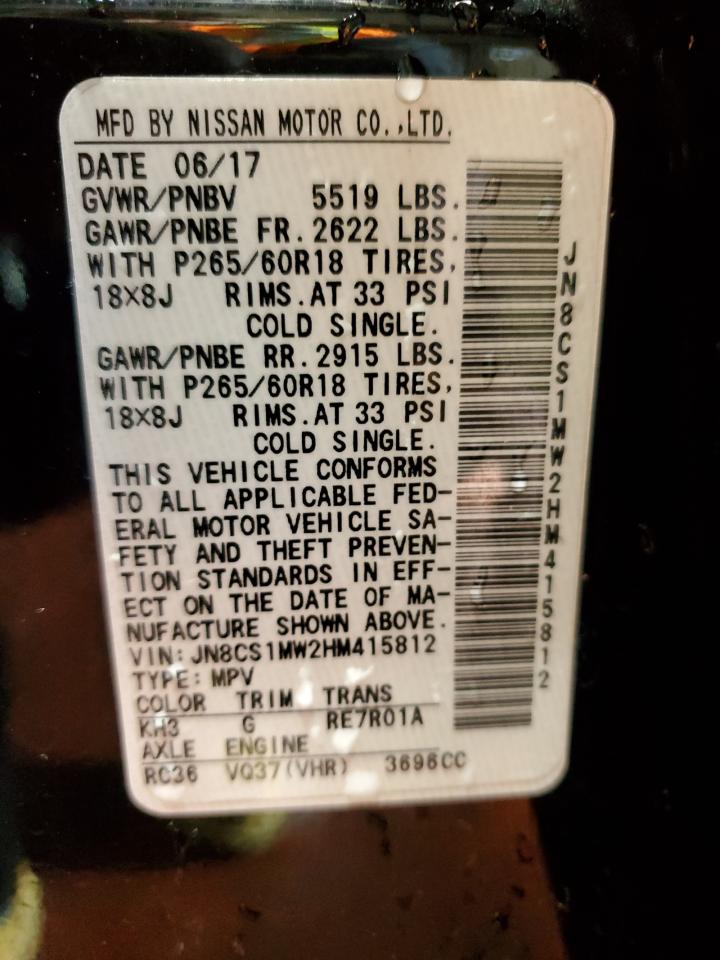 MFD BY NISSAN MOTOR CO.,LTD.
DATE 06/17
GVWR/PNBV 5519 LBS.
GAWR/PNBE FR.2622 LBS.
WITH P265/60R18 TIRES,
18×8J RIMS.AT 33 PSI
COLD SINGLE.
GAWR/PNBE RR.2915 LBS.
WITH P265/60R18 TIRES,
18×8J RIMS.AT 33 PSI
COLD SINGLE.
THIS VEHICLE CONFORMS
TO ALL APPLICABLE FED-
ERAL MOTOR VEHICLE SA-
FETY AND THEFT PREVEN-
TION STANDARDS IN EFF-
ECT ON THE DATE OF MA-
NUFACTURE SHOWN ABOVE.
VIN:JN8CS1MW2HM415812
TYPE:MPV
COLOR TRIM TRANS
KH3 G RE7R01A
AXLE ENGINE
RC36 VQ37(VHR) 3696CC
JN8CS1MW2HM415812